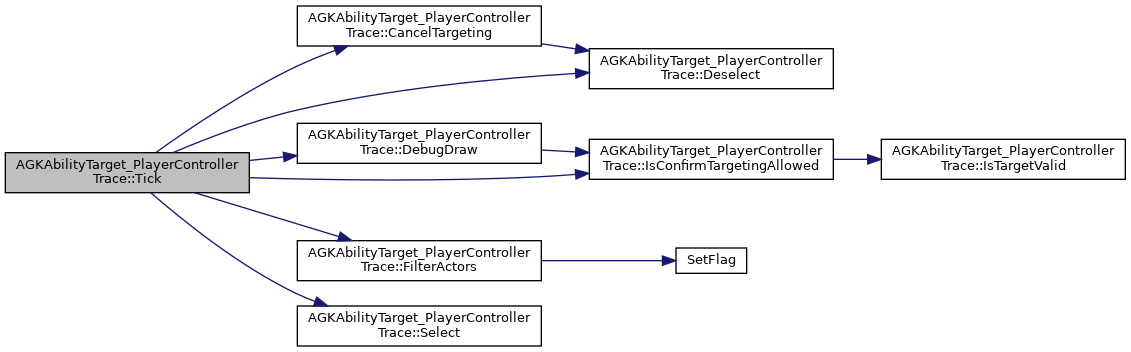 AGKAbilityTarget_PlayerController
Trace::Tick
AGKAbilityTarget_PlayerController
Trace::CancelTargeting
AGKAbilityTarget_PlayerController
Trace::Deselect
AGKAbilityTarget_PlayerController
Trace::DebugDraw
AGKAbilityTarget_PlayerController
Trace::IsConfirmTargetingAllowed
AGKAbilityTarget_PlayerController
Trace::IsTargetValid
AGKAbilityTarget_PlayerController
Trace::FilterActors
SetFlag
AGKAbilityTarget_PlayerController
Trace::Select